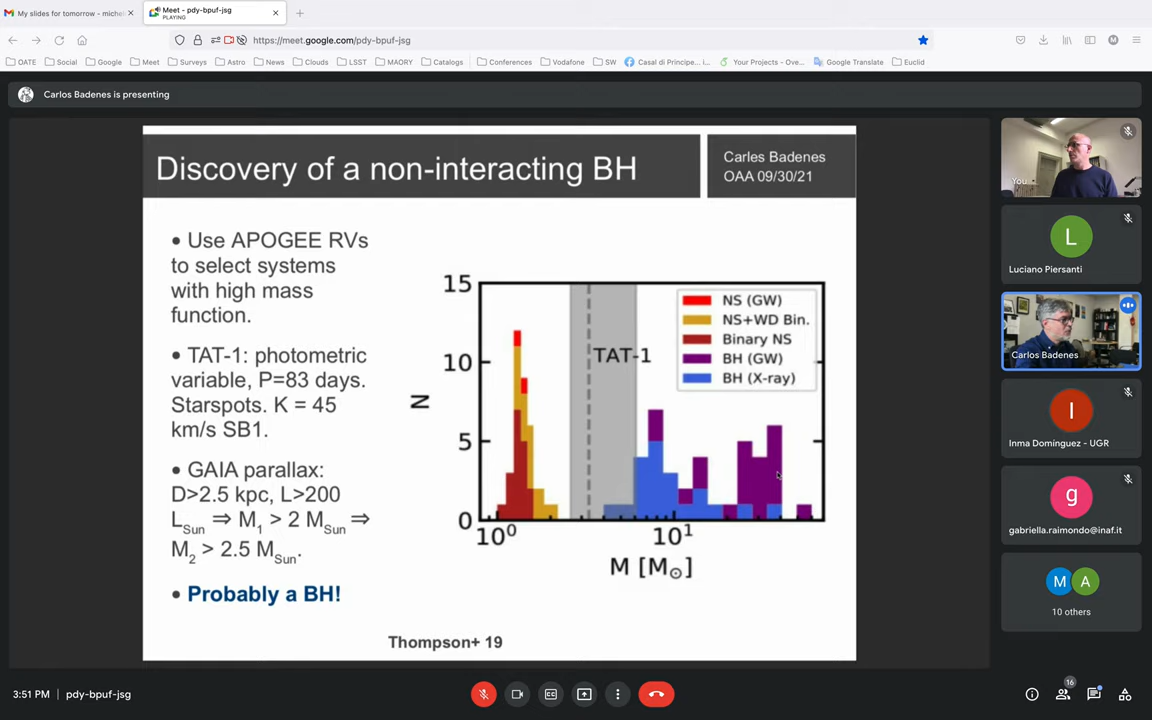 My slides for tomorrow - michel
Meet - pdy-bpuf-jsg
PLAYING
https://meet.google.com/pdy-bpuf-jsg
OATE Social Google Meet Surveys Astro News Clouds LSST MAORY Catalogs Conferences Vodafone SW Casal di Principe... i... Your Projects - Ove... Google Translate Euclid
Carlos Badenes is presenting
Discovery of a non-interacting BH
Carles Badenes
OAA 09/30/21
• Use APOGEE RVs
to select systems
with high mass
function.
• TAT-1: photometric
variable, P=83 days.
Starspots. K = 45
km/s SB1.
• GAIA parallax:
D>2.5 kpc, L>200
LSun ⇒ M1 > 2 MSun ⇒
M2 > 2.5 MSun.
• Probably a BH!
15
10
5
0
N
10⁰
10¹
M [M⊙]
TAT-1
NS (GW)
NS+WD Bin.
Binary NS
BH (GW)
BH (X-ray)
Thompson+ 19
You
L
Luciano Piersanti
Carlos Badenes
I
Inma Dominguez - UGR
g
gabriella.raimondo@inaf.it
M A
10 others
3:51 PM pdy-bpuf-jsg
CC
16